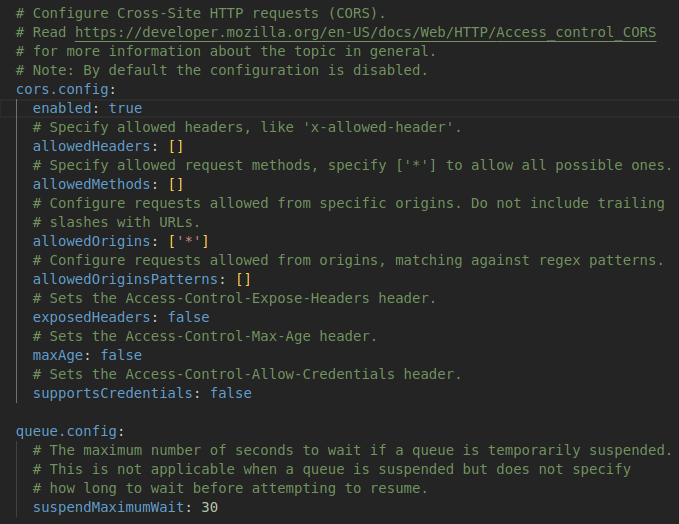 # Configure Cross-Site HTTP requests (CORS).
# Read https://developer.mozilla.org/en-US/docs/Web/HTTP/Access_control_CORS
# for more information about the topic in general.
# Note: By default the configuration is disabled.
cors.config:
  enabled: true
  # Specify allowed headers, like 'x-allowed-header'.
  allowedHeaders: []
  # Specify allowed request methods, specify ['*'] to allow all possible ones.
  allowedMethods: []
  # Configure requests allowed from specific origins. Do not include trailing
  # slashes with URLs.
  allowedOrigins: ['*']
  # Configure requests allowed from origins, matching against regex patterns.
  allowedOriginsPatterns: []
  # Sets the Access-Control-Expose-Headers header.
  exposedHeaders: false
  # Sets the Access-Control-Max-Age header.
  maxAge: false
  # Sets the Access-Control-Allow-Credentials header.
  supportsCredentials: false

queue.config:
  # The maximum number of seconds to wait if a queue is temporarily suspended.
  # This is not applicable when a queue is suspended but does not specify
  # how long to wait before attempting to resume.
  suspendMaximumWait: 30